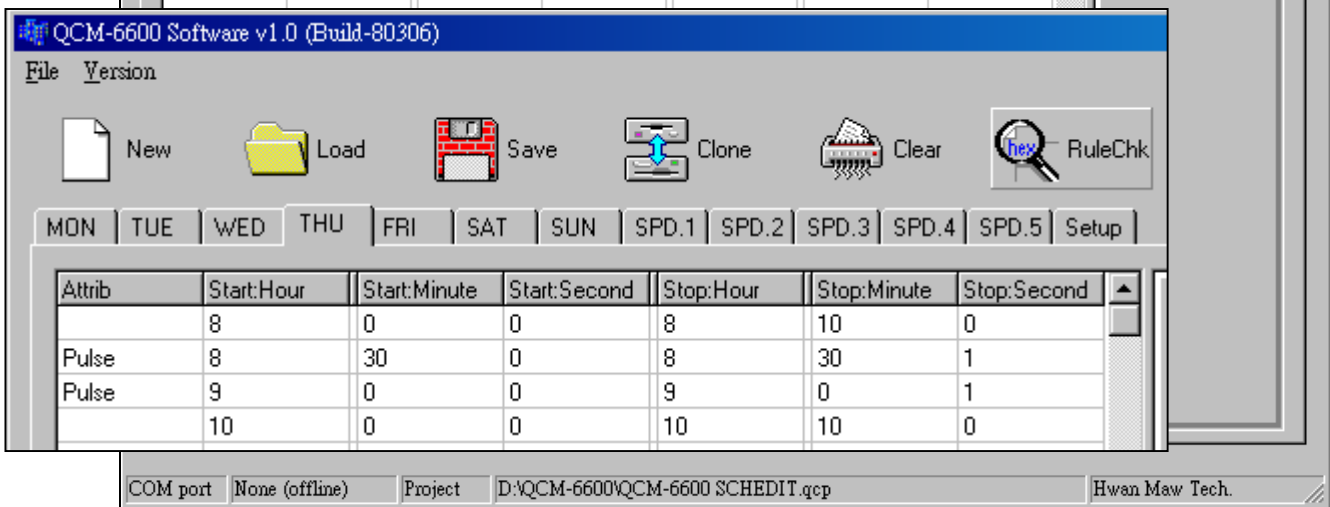 QCM-6600 Software v1.0 (Build-80306)
File Version
New Load Save Clone Clear hex RuleChk
MON TUE WED THU FRI SAT SUN SPD.1 SPD.2 SPD.3 SPD.4 SPD.5 Setup
Attrib Start:Hour Start:Minute Start:Second Stop:Hour Stop:Minute Stop:Second
8 0 0 8 10 0
Pulse 8 30 0 8 30 1
Pulse 9 0 0 9 0 1
10 0 0 10 10 0
COM port None (offline) Project D:\QCM-6600\QCM-6600 SCHEDIT.qcp Hwan Maw Tech.